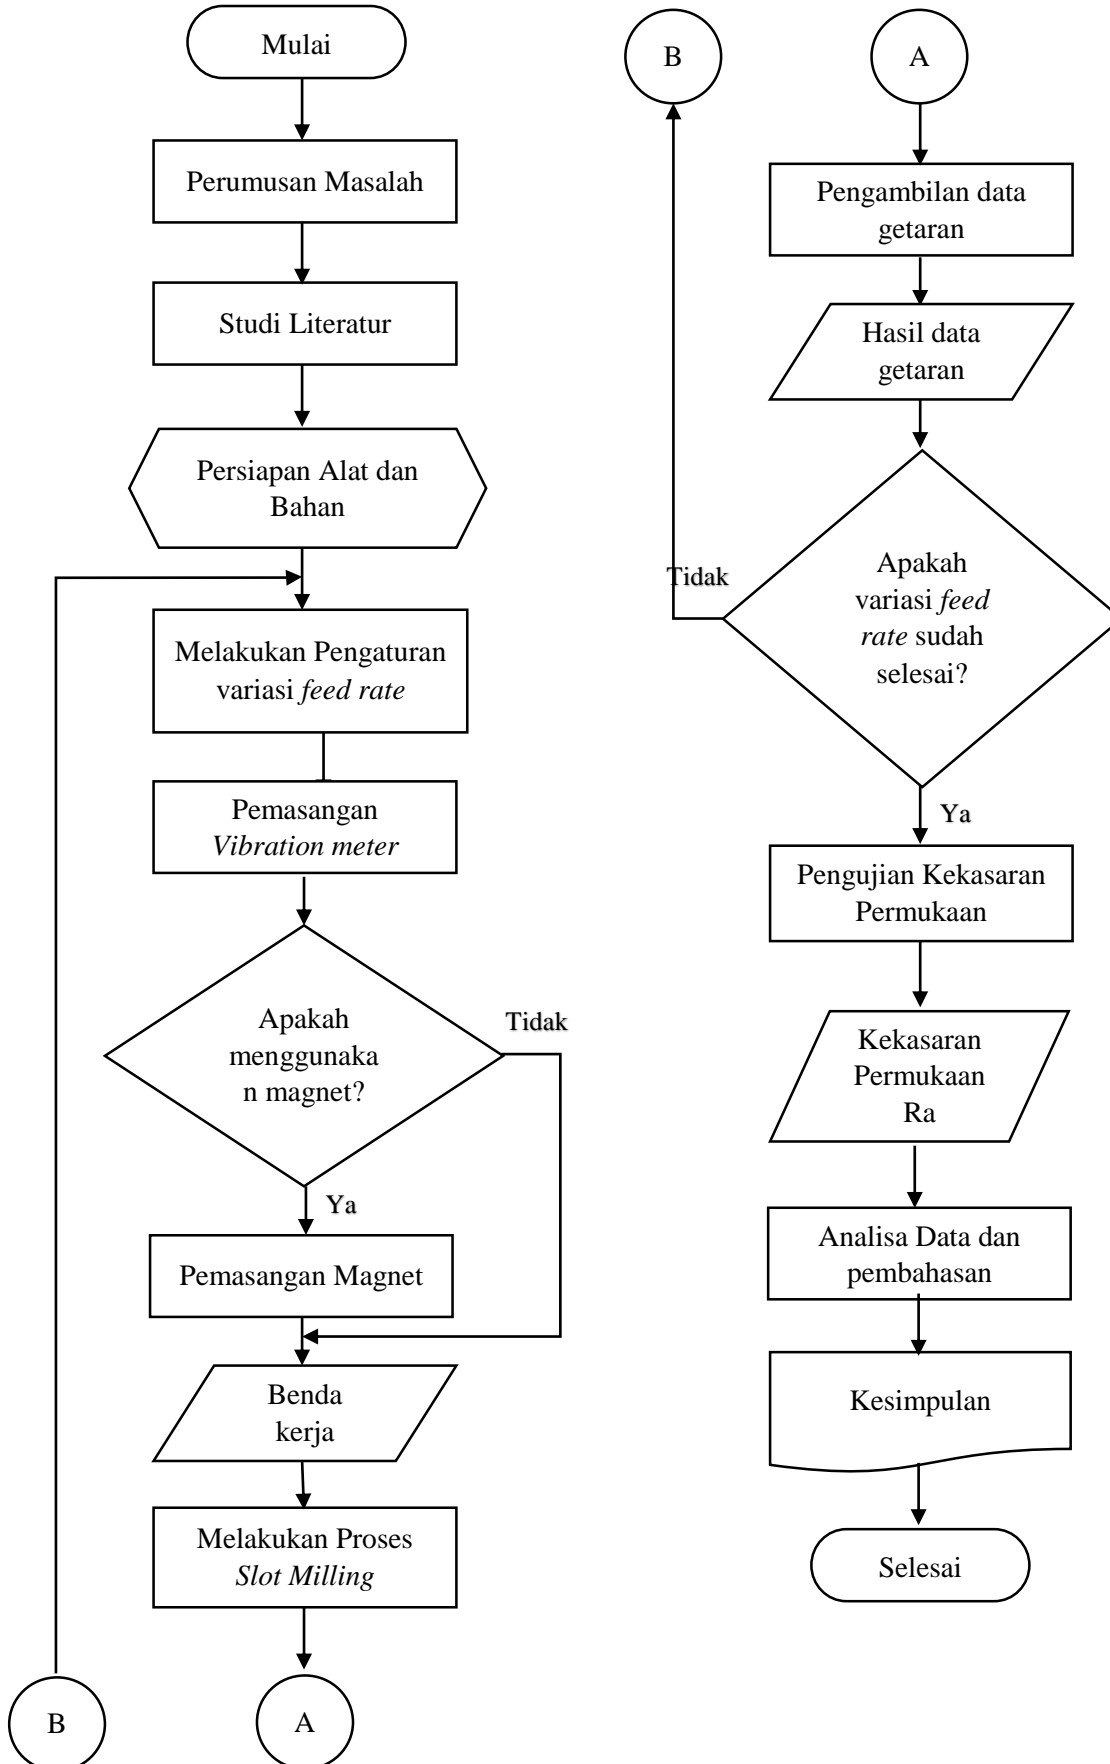 Mulai
Perumusan Masalah
Studi Literatur
Persiapan Alat dan
Bahan
Melakukan Pengaturan
variasi feed rate
Pemasangan
Vibration meter
Apakah
menggunaka
n magnet?
Tidak
Ya
Pemasangan Magnet
Benda
kerja
Melakukan Proses
Slot Milling
B
A
B
A
Pengambilan data
getaran
Hasil data
getaran
Apakah
variasi feed
rate sudah
selesai?
Tidak
Ya
Pengujian Kekasaran
Permukaan
Kekasaran
Permukaan
Ra
Analisa Data dan
pembahasan
Kesimpulan
Selesai